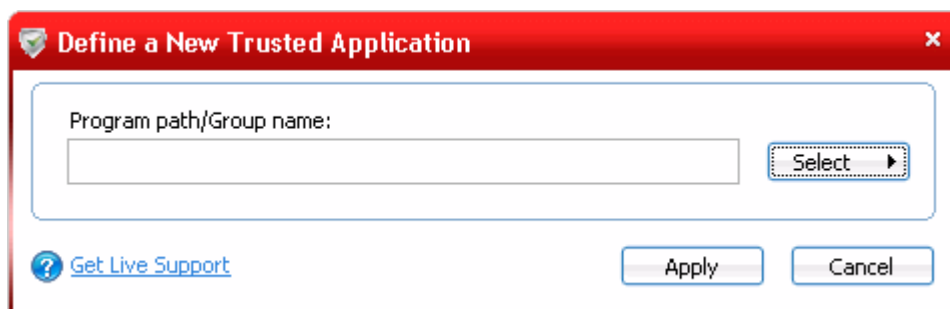 Define a New Trusted Application
Program path/Group name:
Select
Get Live Support
Apply
Cancel